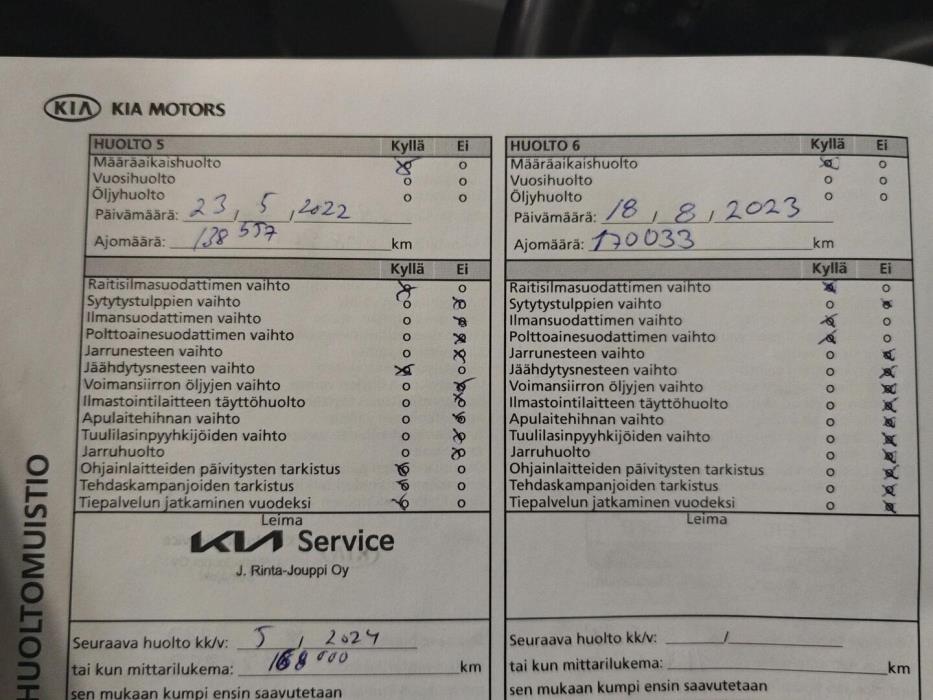 KIA KIA MOTORS
HUOLTO 5 Kyllä Ei
Määräaikaishuolto
Vuosihuolto
Öljyhuolto
Päivämäärä: 23, 5, 2022
Ajomäärä: 138 557 km
Kyllä Ei
Raitisilmasuodattimen vaihto
Sytytystulppien vaihto
Ilmansuodattimen vaihto
Polttoainesuodattimen vaihto
Jarrunesteen vaihto
Jäähdytysnesteen vaihto
Voimansiirron öljyjen vaihto
Ilmastointilaitteen täyttöhuolto
Apulaitehihnan vaihto
Tuulilasinpyyhkijöiden vaihto
Jarruhuolto
Ohjainlaitteiden päivitysten tarkistus
Tehdaskampanjoiden tarkistus
Tiepalvelun jatkaminen vuodeksi
Leima
KIA Service
J. Rinta-Jouppi Oy
Seuraava huolto kk/v: 5 / 2024
tai kun mittarilukema: 168 000 km
sen mukaan kumpi ensin saavutetaan
HUOLTO 6 Kyllä Ei
Määräaikaishuolto
Vuosihuolto
Öljyhuolto
Päivämäärä: 18, 8, 2023
Ajomäärä: 170033 km
Kyllä Ei
Raitisilmasuodattimen vaihto
Sytytystulppien vaihto
Ilmansuodattimen vaihto
Polttoainesuodattimen vaihto
Jarrunesteen vaihto
Jäähdytysnesteen vaihto
Voimansiirron öljyjen vaihto
Ilmastointilaitteen täyttöhuolto
Apulaitehihnan vaihto
Tuulilasinpyyhkijöiden vaihto
Jarruhuolto
Ohjainlaitteiden päivitysten tarkistus
Tehdaskampanjoiden tarkistus
Tiepalvelun jatkaminen vuodeksi
Leima
Seuraava huolto kk/v: /
tai kun mittarilukema: km
sen mukaan kumpi ensin saavutetaan
HUOLTOMUISTIO